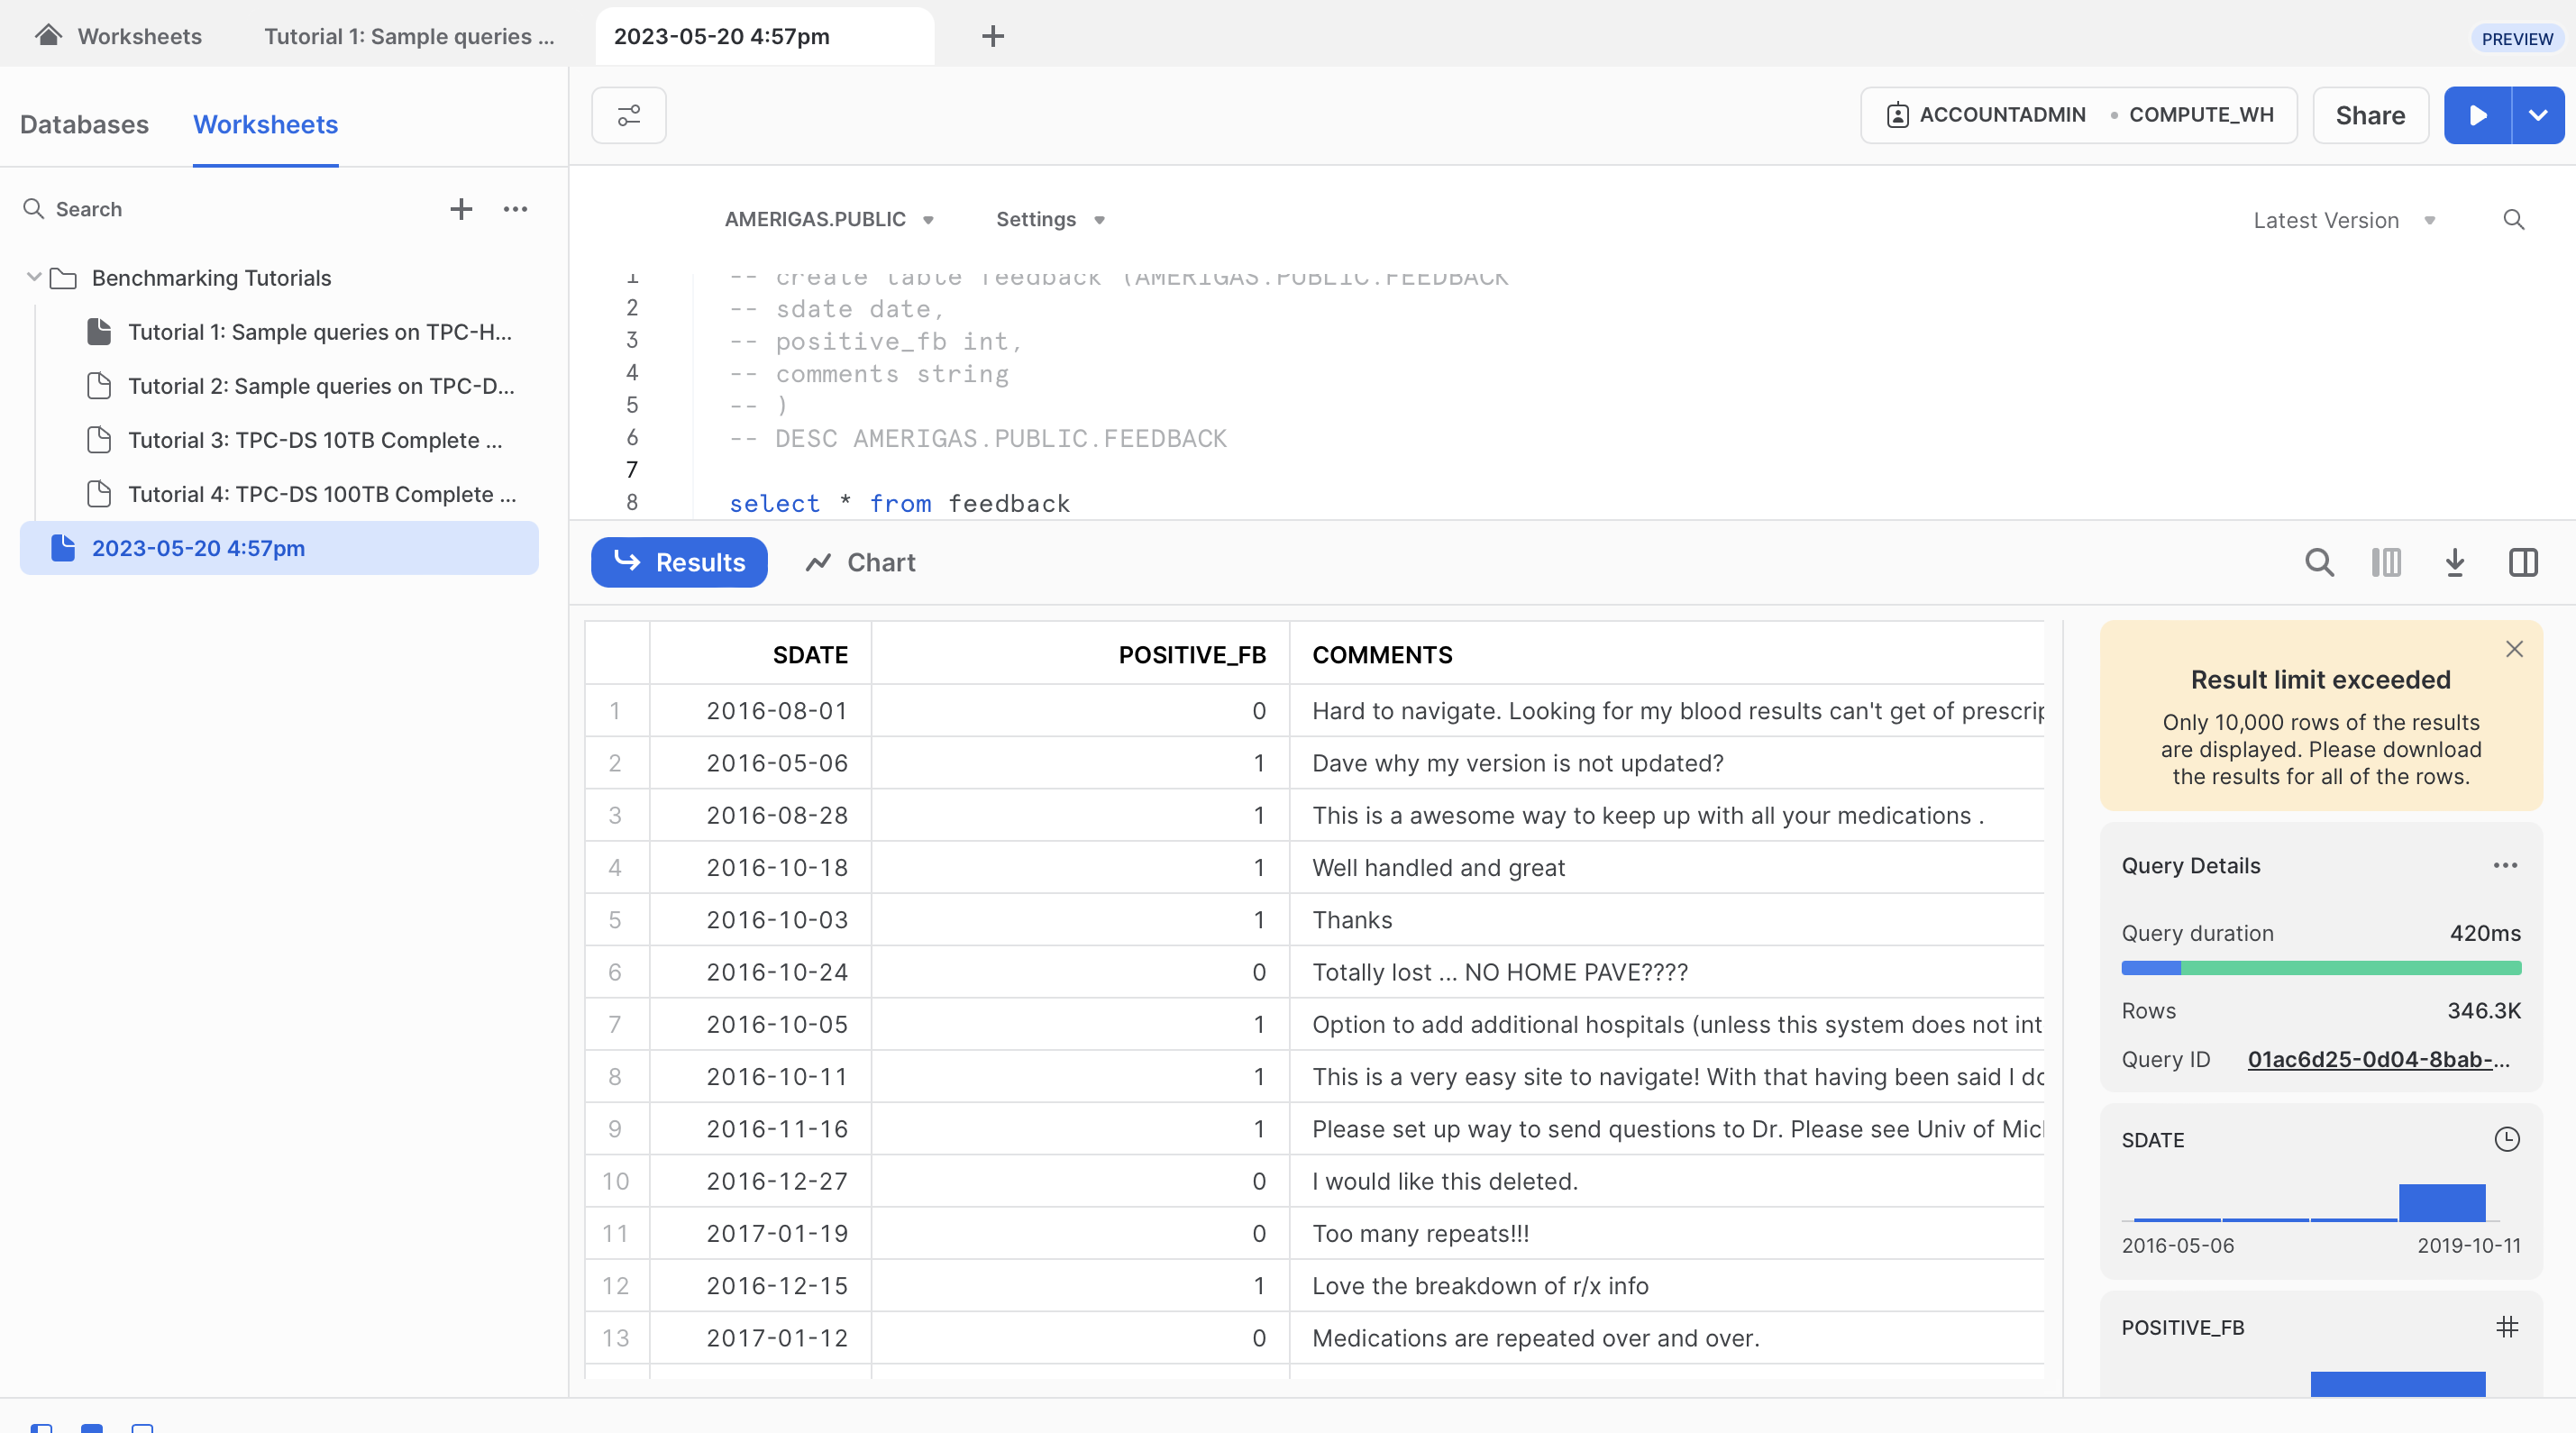 Worksheets
Tutorial 1: Sample queries ...
2023-05-20 4:57pm
PREVIEW
Databases
Worksheets
ACCOUNTADMIN
COMPUTE_WH
Share
Search
AMERIGAS.PUBLIC
Settings
Latest Version
Benchmarking Tutorials
Tutorial 1: Sample queries on TPC-H...
Tutorial 2: Sample queries on TPC-D...
Tutorial 3: TPC-DS 10TB Complete ...
Tutorial 4: TPC-DS 100TB Complete ...
2023-05-20 4:57pm
1 -- create table feedback (AMERIGAS.PUBLIC.FEEDBACK
2 -- sdate date,
3 -- positive_fb int,
4 -- comments string
5 -- )
6 -- DESC AMERIGAS.PUBLIC.FEEDBACK
7
8 select * from feedback
Results
Chart
SDATE POSITIVE_FB COMMENTS
1 2016-08-01 0 Hard to navigate. Looking for my blood results can't get of prescrip
2 2016-05-06 1 Dave why my version is not updated?
3 2016-08-28 1 This is a awesome way to keep up with all your medications .
4 2016-10-18 1 Well handled and great
5 2016-10-03 1 Thanks
6 2016-10-24 0 Totally lost ... NO HOME PAVE????
7 2016-10-05 1 Option to add additional hospitals (unless this system does not int
8 2016-10-11 1 This is a very easy site to navigate! With that having been said I do
9 2016-11-16 1 Please set up way to send questions to Dr. Please see Univ of Mic
10 2016-12-27 0 I would like this deleted.
11 2017-01-19 0 Too many repeats!!!
12 2016-12-15 1 Love the breakdown of r/x info
13 2017-01-12 0 Medications are repeated over and over.
Result limit exceeded
Only 10,000 rows of the results
are displayed. Please download
the results for all of the rows.
Query Details
Query duration 420ms
Rows 346.3K
Query ID 01ac6d25-0d04-8bab-...
SDATE
2016-05-06 2019-10-11
POSITIVE_FB